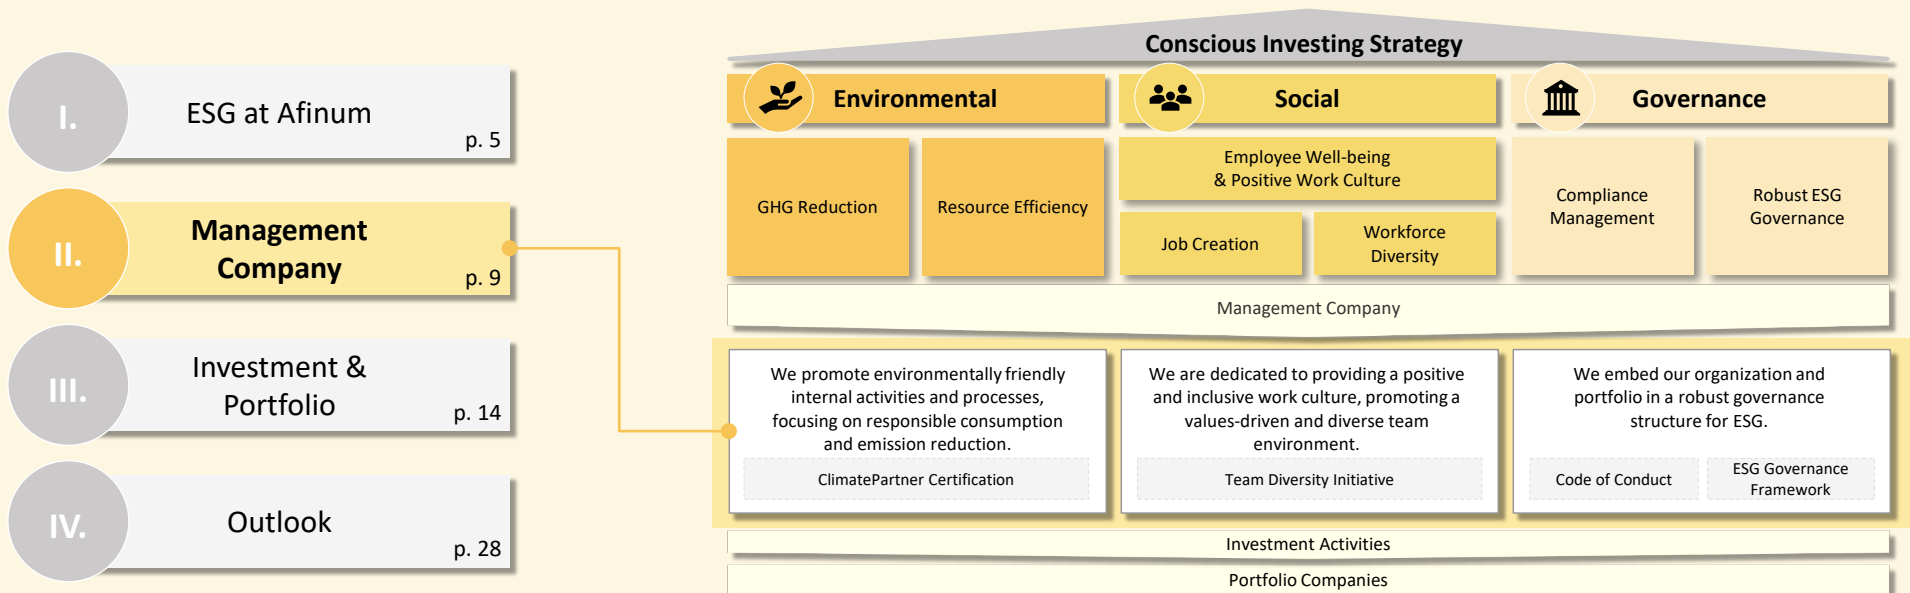 I.
ESG at Afinum
p. 5
II.
Management
Company
p. 9
III.
Investment &
Portfolio
p. 14
IV.
Outlook
p. 28
Conscious Investing Strategy
Environmental
Social
Governance
GHG Reduction
Resource Efficiency
Employee Well-being
& Positive Work Culture
Job Creation
Workforce
Diversity
Compliance
Management
Robust ESG
Governance
Management Company
We promote environmentally friendly
internal activities and processes,
focusing on responsible consumption
and emission reduction.
ClimatePartner Certification
We are dedicated to providing a positive
and inclusive work culture, promoting a
values-driven and diverse team
environment.
Team Diversity Initiative
We embed our organization and
portfolio in a robust governance
structure for ESG.
Code of Conduct
ESG Governance
Framework
Investment Activities
Portfolio Companies